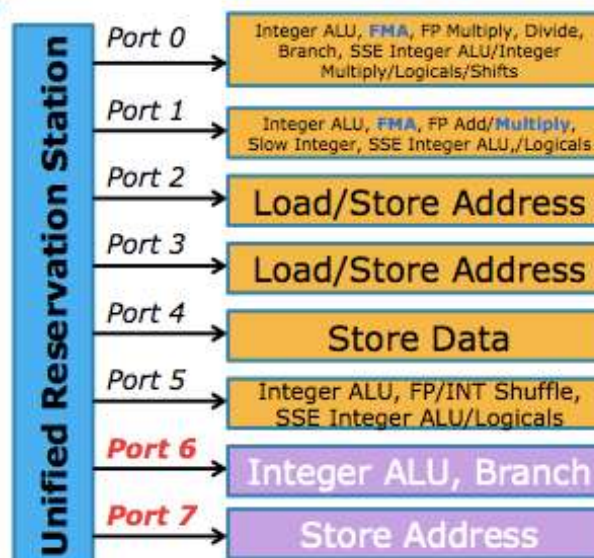 Unified Reservation Station
Port 0
Integer ALU, FMA, FP Multiply, Divide,
Branch, SSE Integer ALU/Integer
Multiply/Logicals/Shifts
Port 1
Integer ALU, FMA, FP Add/Multiply,
Slow Integer, SSE Integer ALU,/Logicals
Port 2
Load/Store Address
Port 3
Load/Store Address
Port 4
Store Data
Port 5
Integer ALU, FP/INT Shuffle,
SSE Integer ALU/Logicals
Port 6
Integer ALU, Branch
Port 7
Store Address